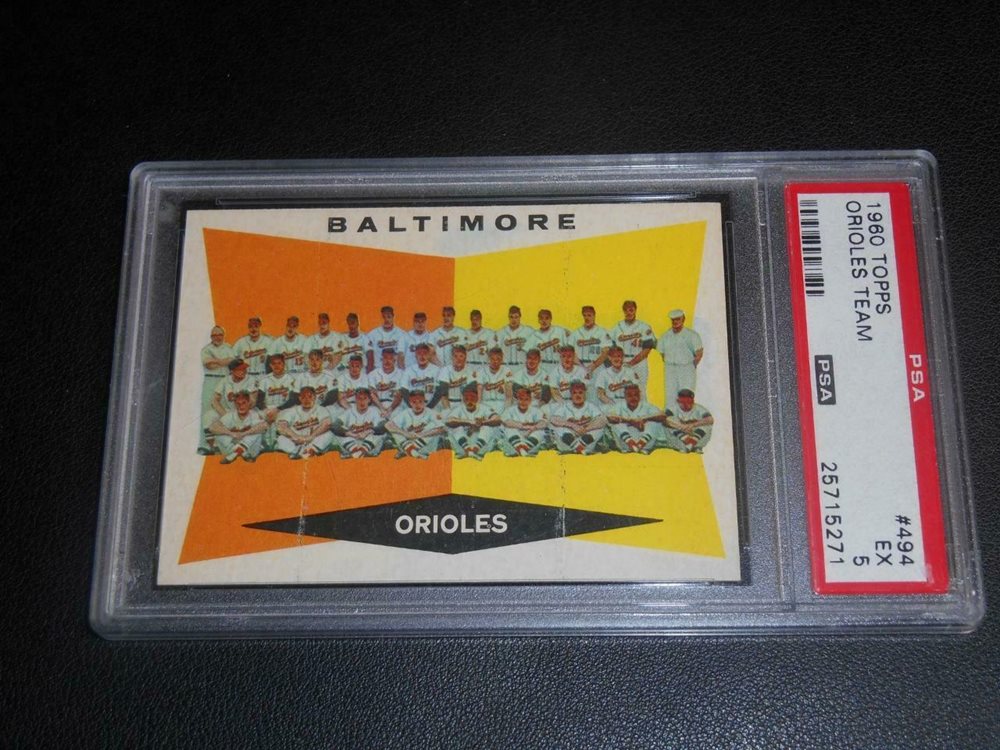 BALTIMORE
ORIOLES
1960 TOPPS
ORIOLES TEAM
#494
EX
5
PSA
25715271
PSA